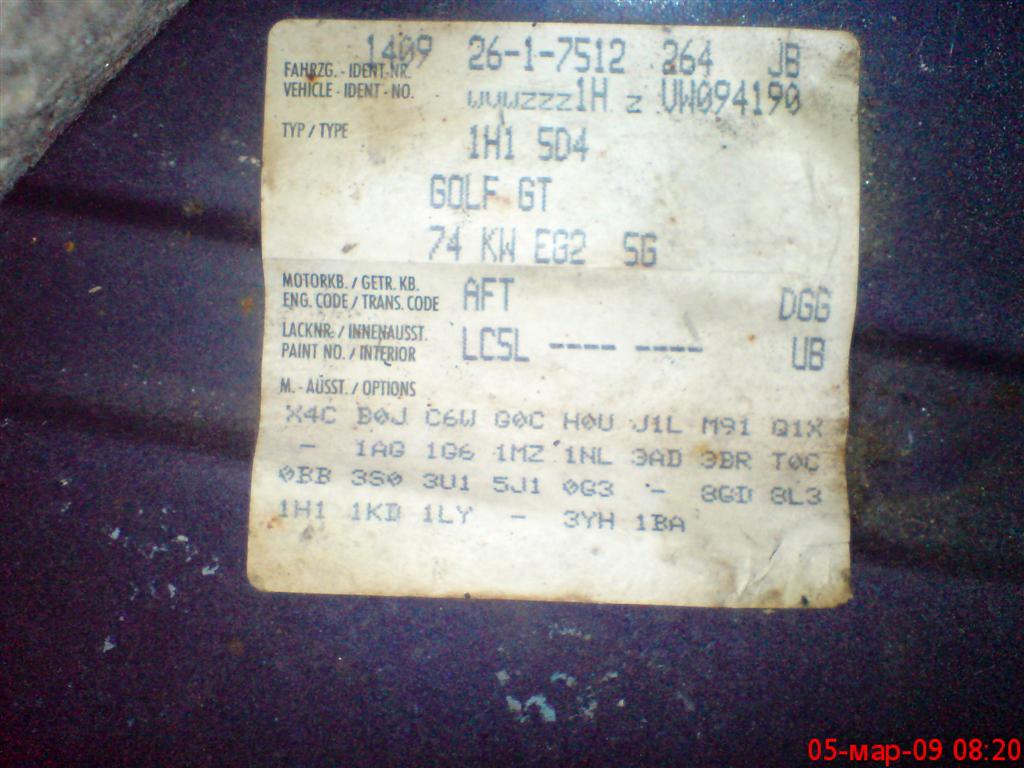 1409 26-1-7512 264 JB
FAHRZG. - IDENT-NR.
VEHICLE - IDENT - NO. WVWZZZ1H Z VW094190
TYP / TYPE 1H1 5D4
GOLF GT
74 KW EG2 5G
MOTORKB. / GETR. KB.
ENG. CODE / TRANS. CODE AFT DGG
LACKNR. / INNENAUSST.
PAINT NO. / INTERIOR LC5L ---- ---- UB
M. - AUSST. / OPTIONS
X4C B0J C6W G0C H0U J1L M91 Q1X
- 1AG 1G6 1MZ 1NL 3AD 3BR T0C
0BB 3S0 3U1 5J1 0G3 - 8GD 8L3
1H1 1KD 1LY - 3YH 1BA
05-мар-09 08:20